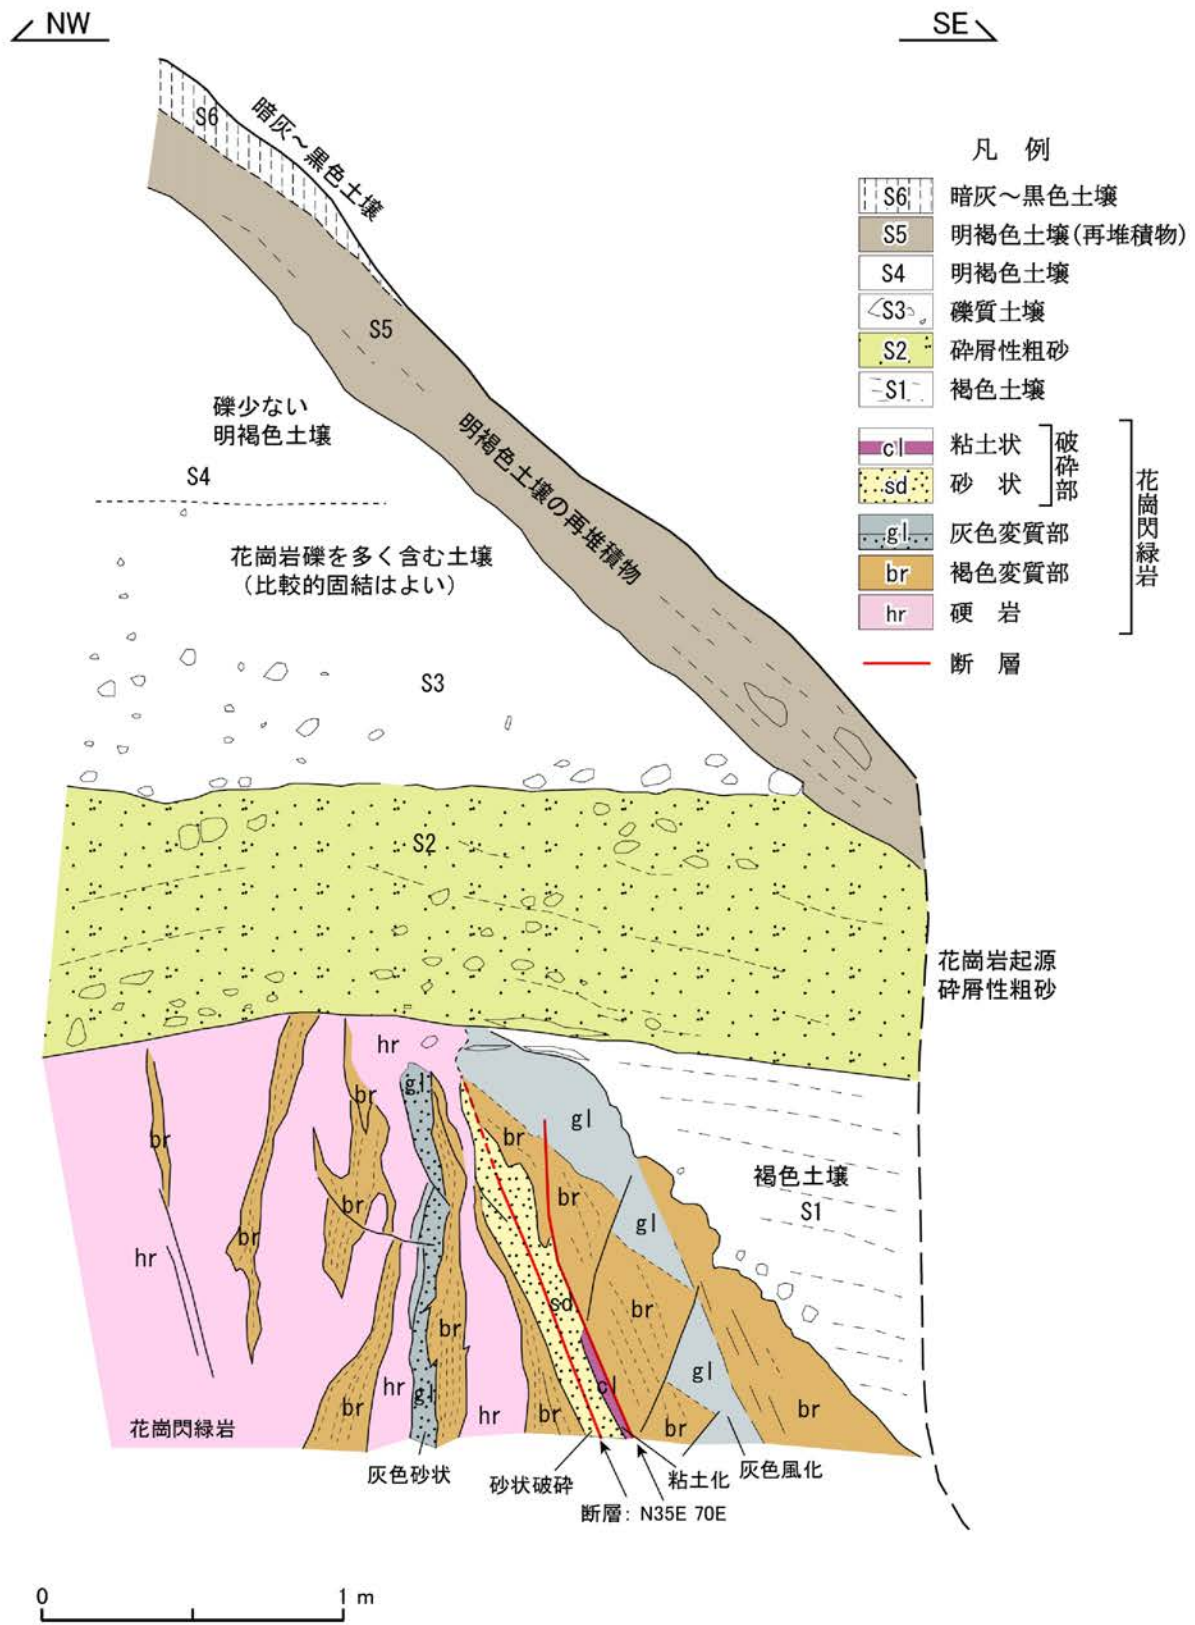 NW
SE
S6
暗灰～黒色土壌
凡 例
S6 暗灰～黒色土壌
S5 明褐色土壌(再堆積物)
S4 明褐色土壌
S3 礫質土壌
S2 砕屑性粗砂
S1 褐色土壌
cl 粘土状
sd 砂 状
破砕部
gl 灰色変質部
br 褐色変質部
hr 硬 岩
花崗閃緑岩
断 層
S5
明褐色土壌の再堆積物
礫少ない
明褐色土壌
S4
花崗岩礫を多く含む土壌
(比較的固結はよい)
S3
S2
花崗岩起源
砕屑性粗砂
hr
gl
br
gl
br
br
br
褐色土壌
S1
br
gl
br
hr
sd
br
br
gl
cl
hr
gl
br
hr
br
br
br
花崗閃緑岩
灰色砂状
砂状破砕
粘土化
灰色風化
断層: N35E 70E
0
1 m